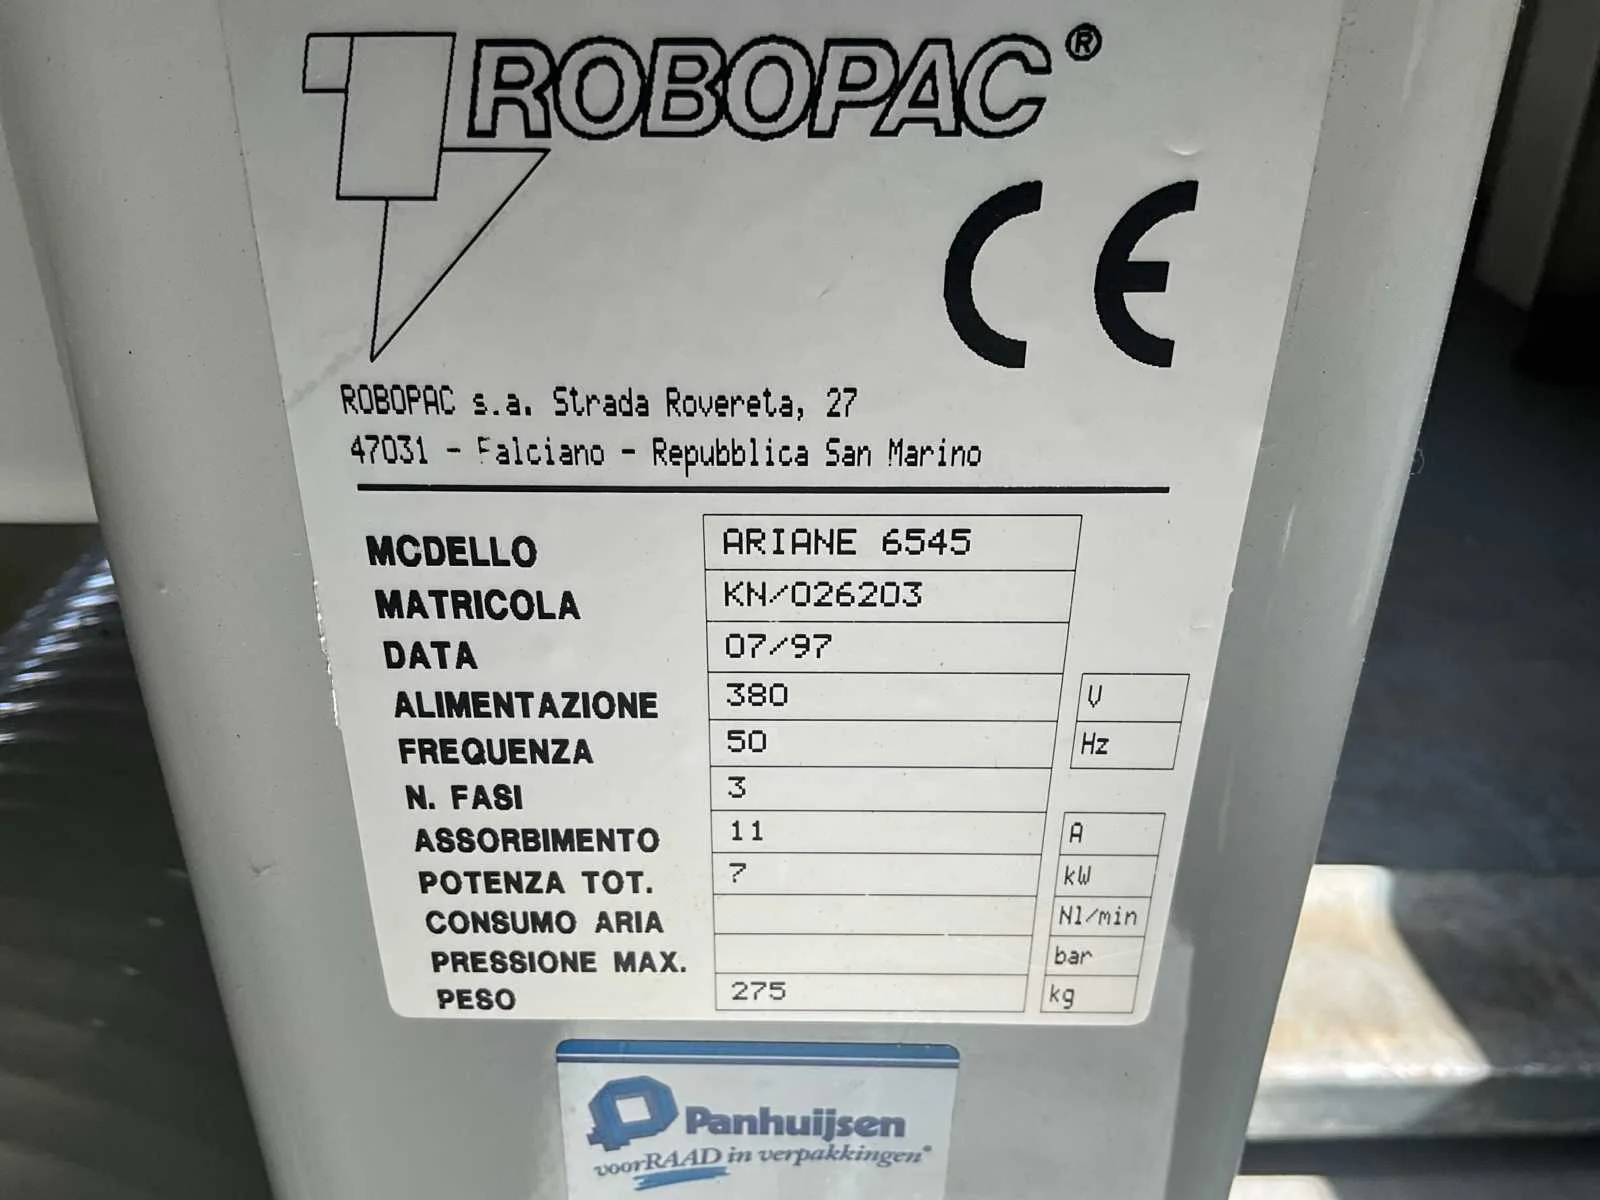 ROBOPAC®
CE
ROBOPAC s.a. Strada Rovereta, 27
47031 - Falciano - Repubblica San Marino
MODELLO ARIANE 6545
MATRICOLA KN/026203
DATA 07/97
ALIMENTAZIONE 380 V
FREQUENZA 50 Hz
N. FASI 3
ASSORBIMENTO 11 A
POTENZA TOT. 7 kW
CONSUMO ARIA Nl/min
PRESSIONE MAX. bar
PESO 275 kg
Panhuijsen
voorRAAD in verpakkingen®